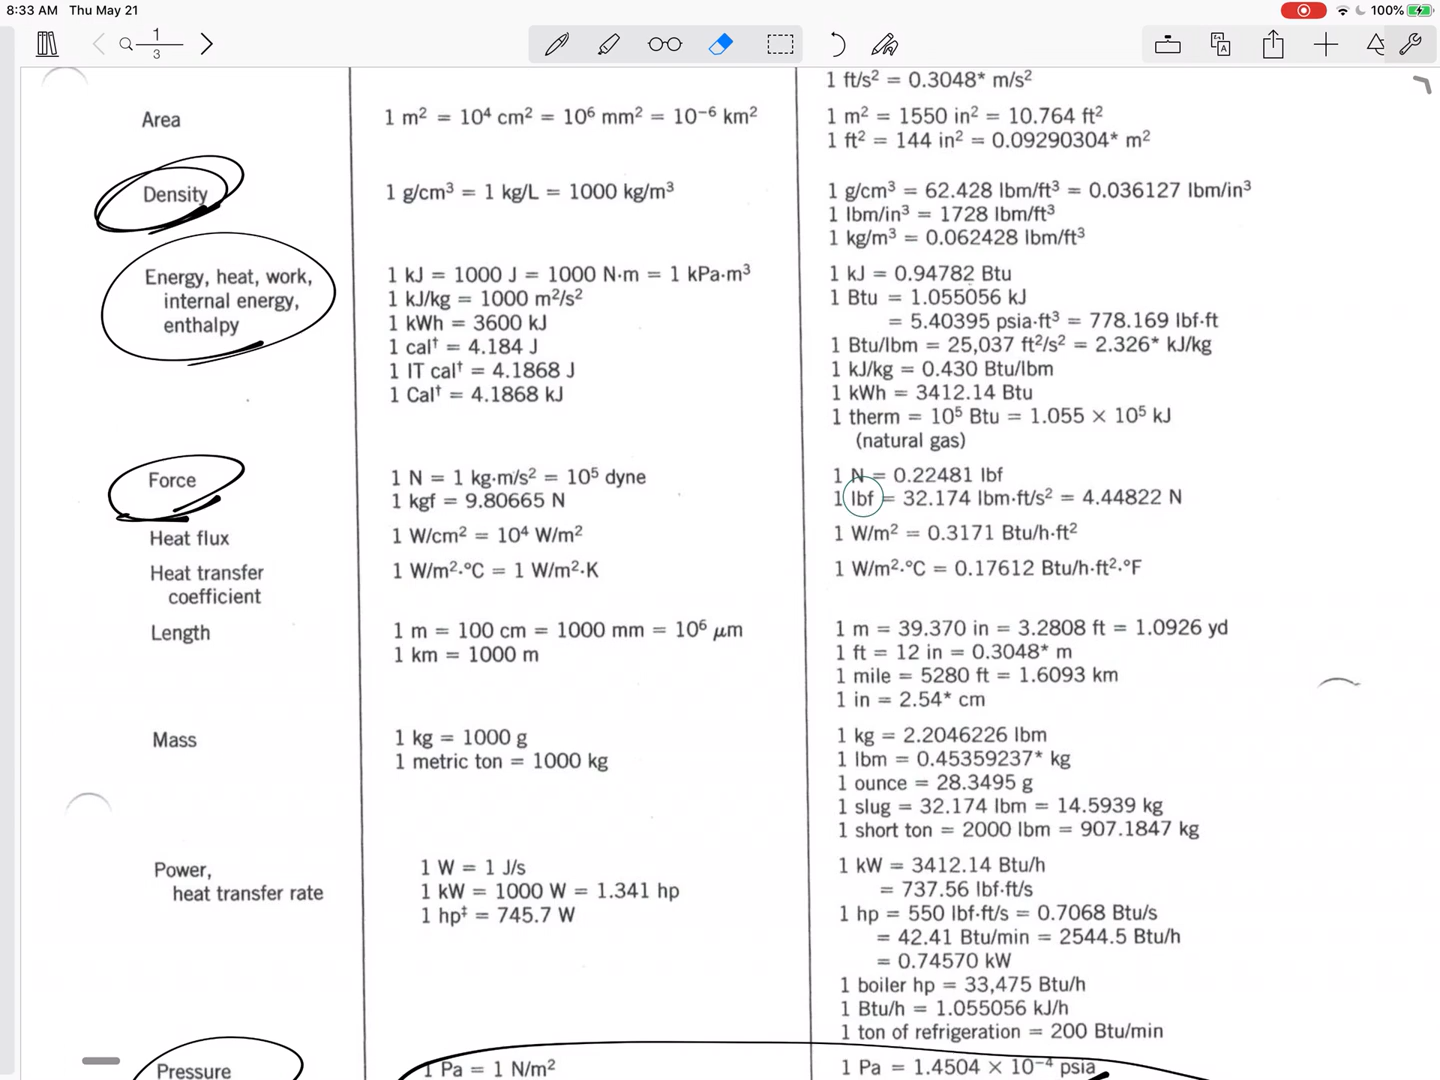 8:33 AM Thu May 21
100%
1
3
1 ft/s² = 0.3048* m/s²
Area
1 m² = 10⁴ cm² = 10⁶ mm² = 10⁻⁶ km²
1 m² = 1550 in² = 10.764 ft²
1 ft² = 144 in² = 0.09290304* m²
Density
1 g/cm³ = 1 kg/L = 1000 kg/m³
1 g/cm³ = 62.428 lbm/ft³ = 0.036127 lbm/in³
1 lbm/in³ = 1728 lbm/ft³
1 kg/m³ = 0.062428 lbm/ft³
Energy, heat, work,
internal energy,
enthalpy
1 kJ = 1000 J = 1000 N·m = 1 kPa·m³
1 kJ/kg = 1000 m²/s²
1 kWh = 3600 kJ
1 cal† = 4.184 J
1 IT cal† = 4.1868 J
1 Cal† = 4.1868 kJ
1 kJ = 0.94782 Btu
1 Btu = 1.055056 kJ
= 5.40395 psia·ft³ = 778.169 lbf·ft
1 Btu/lbm = 25,037 ft²/s² = 2.326* kJ/kg
1 kJ/kg = 0.430 Btu/lbm
1 kWh = 3412.14 Btu
1 therm = 10⁵ Btu = 1.055 × 10⁵ kJ
(natural gas)
Force
1 N = 1 kg·m/s² = 10⁵ dyne
1 kgf = 9.80665 N
1 N = 0.22481 lbf
1 lbf = 32.174 lbm·ft/s² = 4.44822 N
Heat flux
1 W/cm² = 10⁴ W/m²
1 W/m² = 0.3171 Btu/h·ft²
Heat transfer
coefficient
1 W/m²·°C = 1 W/m²·K
1 W/m²·°C = 0.17612 Btu/h·ft²·°F
Length
1 m = 100 cm = 1000 mm = 10⁶ μm
1 km = 1000 m
1 m = 39.370 in = 3.2808 ft = 1.0926 yd
1 ft = 12 in = 0.3048* m
1 mile = 5280 ft = 1.6093 km
1 in = 2.54* cm
Mass
1 kg = 1000 g
1 metric ton = 1000 kg
1 kg = 2.2046226 lbm
1 lbm = 0.45359237* kg
1 ounce = 28.3495 g
1 slug = 32.174 lbm = 14.5939 kg
1 short ton = 2000 lbm = 907.1847 kg
Power,
heat transfer rate
1 W = 1 J/s
1 kW = 1000 W = 1.341 hp
1 hp‡ = 745.7 W
1 kW = 3412.14 Btu/h
= 737.56 lbf·ft/s
1 hp = 550 lbf·ft/s = 0.7068 Btu/s
= 42.41 Btu/min = 2544.5 Btu/h
= 0.74570 kW
1 boiler hp = 33,475 Btu/h
1 Btu/h = 1.055056 kJ/h
1 ton of refrigeration = 200 Btu/min
Pressure
1 Pa = 1 N/m²
1 Pa = 1.4504 × 10⁻⁴ psia